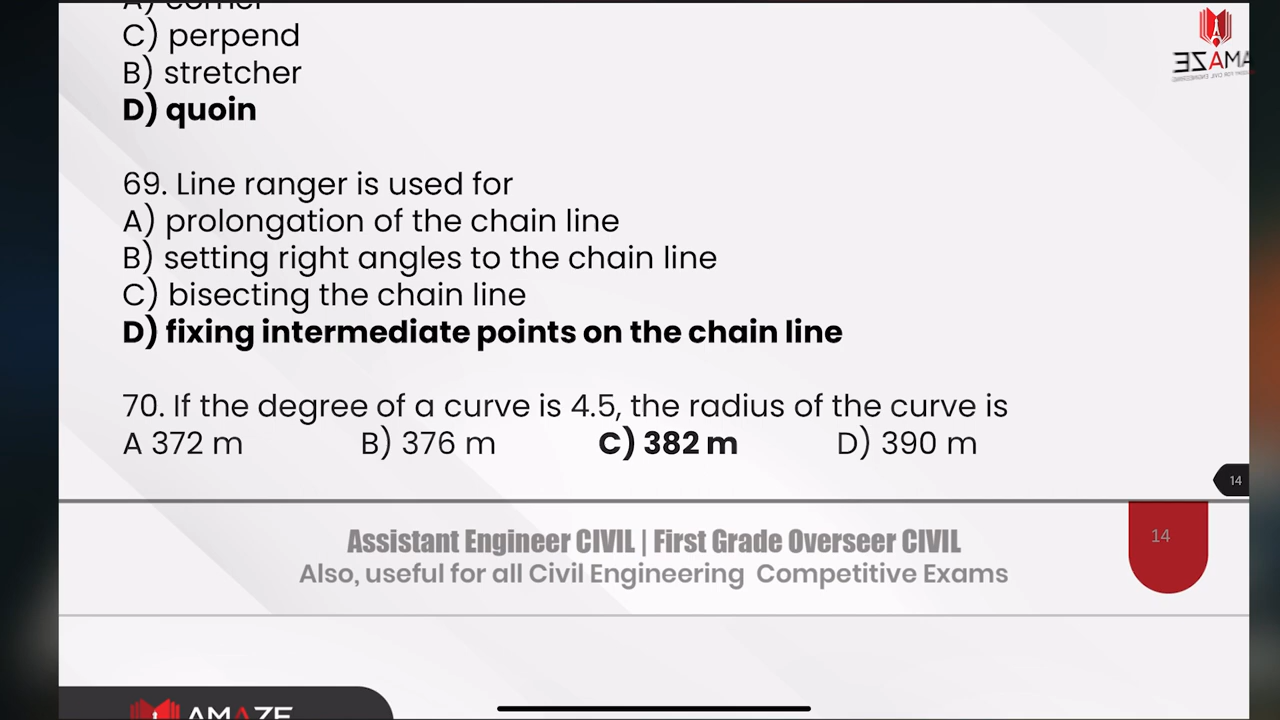 A) corner
C) perpend
B) stretcher
D) quoin
69. Line ranger is used for
A) prolongation of the chain line
B) setting right angles to the chain line
C) bisecting the chain line
D) fixing intermediate points on the chain line
70. If the degree of a curve is 4.5, the radius of the curve is
A 372 m B) 376 m C) 382 m D) 390 m
14
Assistant Engineer CIVIL | First Grade Overseer CIVIL
Also, useful for all Civil Engineering Competitive Exams
14
AMAZE
AMAZE